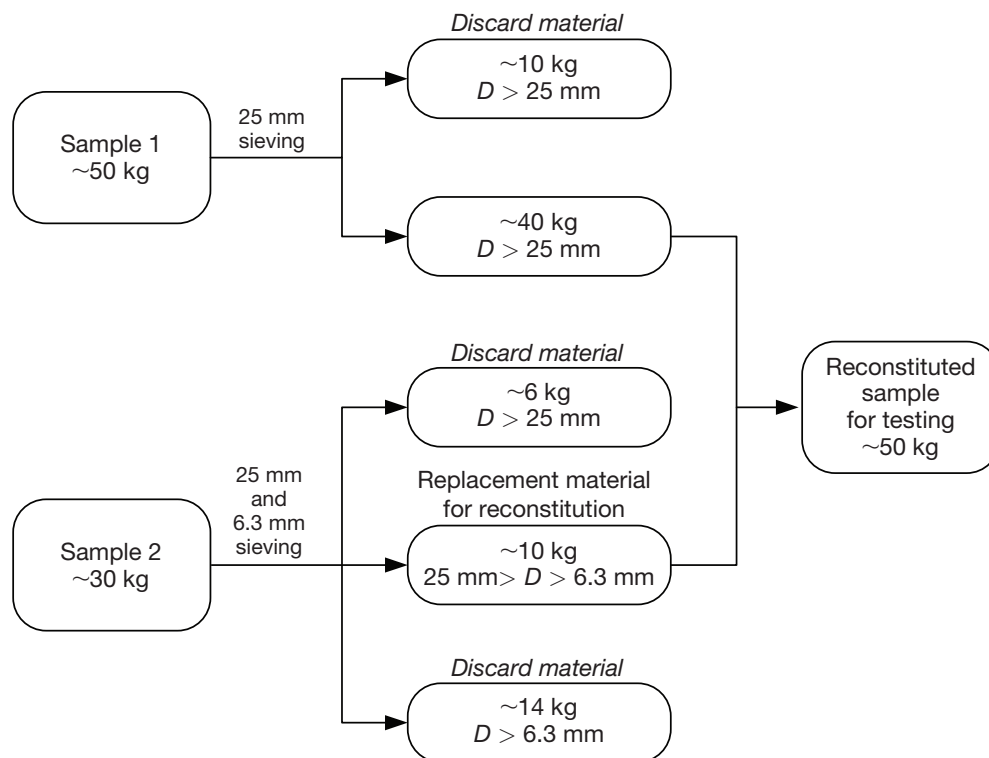 Discard material
~10 kg
D > 25 mm
Sample 1
~50 kg
25 mm
sieving
~40 kg
D > 25 mm
Discard material
~6 kg
D > 25 mm
Reconstituted
sample
for testing
~50 kg
Sample 2
~30 kg
25 mm
and
6.3 mm
sieving
Replacement material
for reconstitution
~10 kg
25 mm> D > 6.3 mm
Discard material
~14 kg
D > 6.3 mm